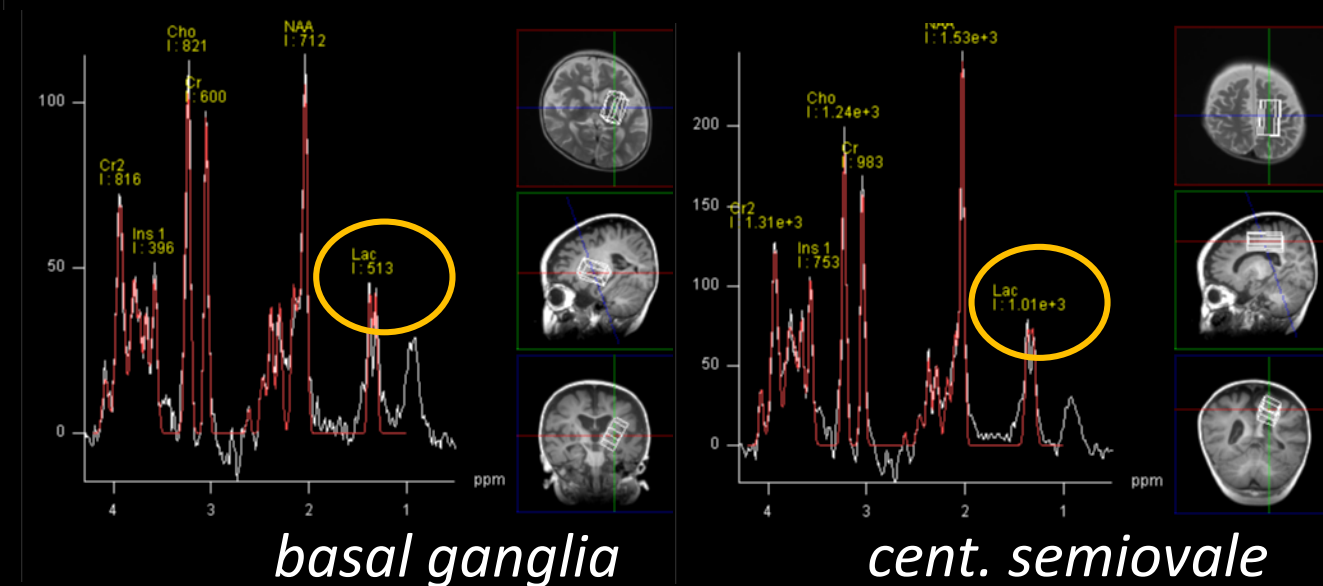 Cho
I : 821
NAA
I : 712
Cr
I : 600
100
Cr2
I : 816
Ins 1
I : 396
50
Lac
I : 513
0
ppm
4 3 2 1
basal ganglia
NAA
I : 1.53e+3
Cho
I : 1.24e+3
Cr
I : 983
200
150
Cr2
I : 1.31e+3
Ins 1
I : 753
100
Lac
I : 1.01e+3
50
0
ppm
4 3 2 1
cent. semiovale